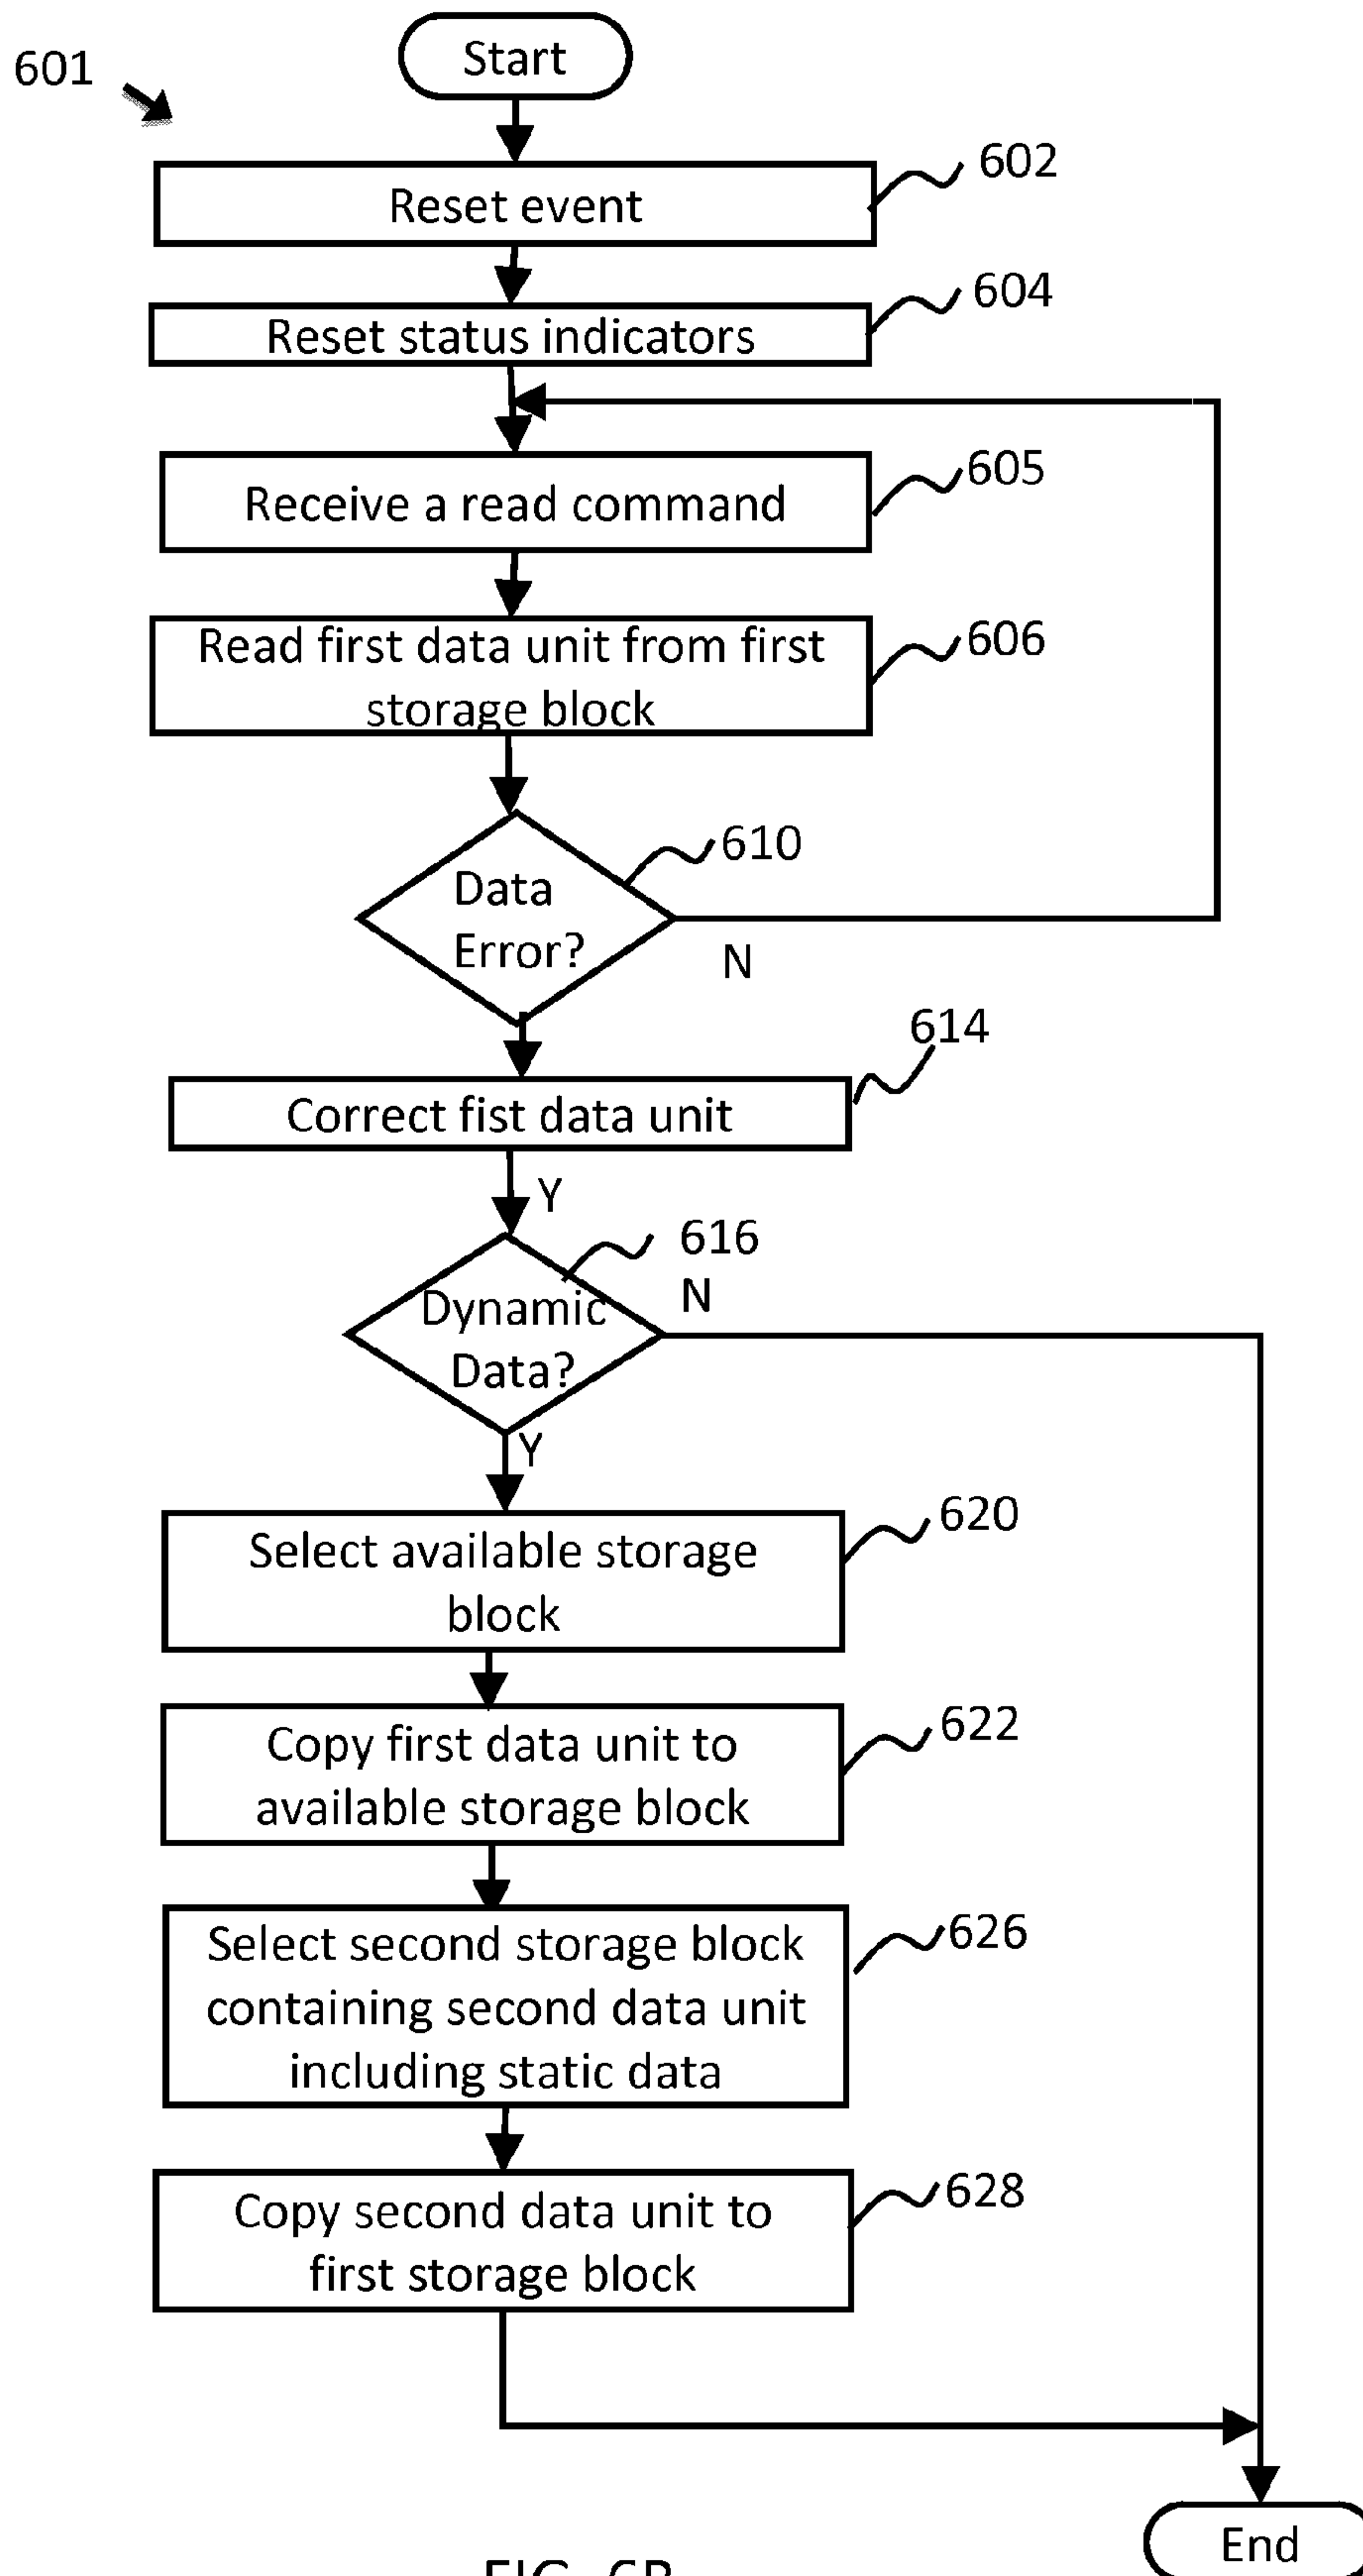 Start
601
602
Reset event
604
Reset status indicators
605
Receive a read command
606
Read first data unit from first
storage block
610
Data
Error?
N
614
Correct fist data unit
Y
616
N
Dynamic
Data?
Y
620
Select available storage
block
622
Copy first data unit to
available storage block
626
Select second storage block
containing second data unit
including static data
628
Copy second data unit to
first storage block
End
FIG. 6B